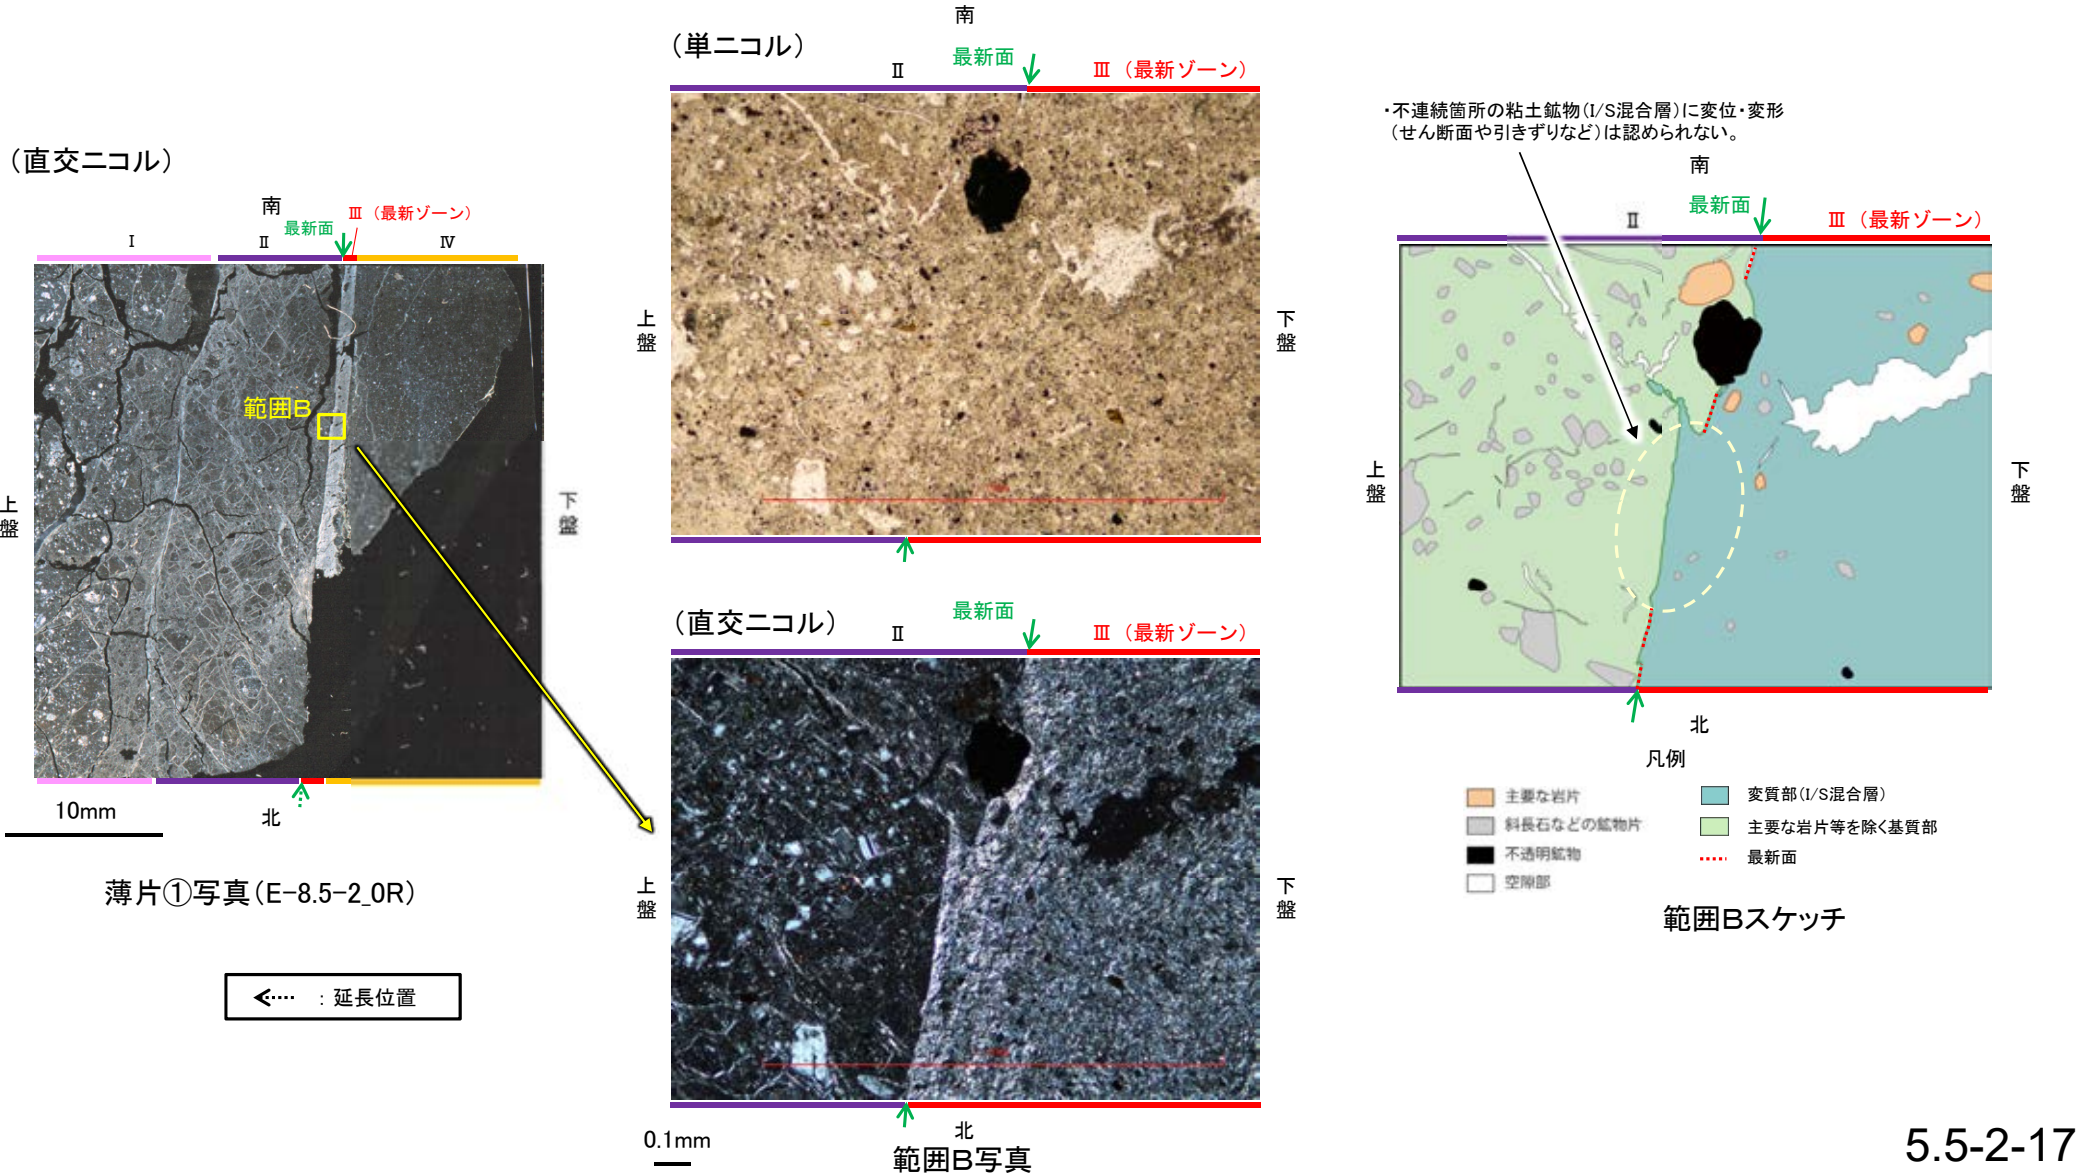 (直交ニコル)
南
最新面
Ⅲ (最新ゾーン)
Ⅰ
Ⅱ
Ⅳ
範囲B
上盤
下盤
10mm
北
薄片①写真(E-8.5-2_0R)
:延長位置
南
(単ニコル)
Ⅱ
最新面
Ⅲ (最新ゾーン)
上盤
下盤
(直交ニコル)
Ⅱ
最新面
Ⅲ (最新ゾーン)
上盤
下盤
0.1mm
北
範囲B写真
・不連続箇所の粘土鉱物(I/S混合層)に変位・変形
(せん断面や引きずりなど)は認められない。
南
最新面
Ⅱ
Ⅲ (最新ゾーン)
上盤
下盤
北
凡例
主要な岩片
斜長石などの鉱物片
不透明鉱物
空隙部
変質部(I/S混合層)
主要な岩片等を除く基質部
最新面
範囲Bスケッチ
5.5-2-17